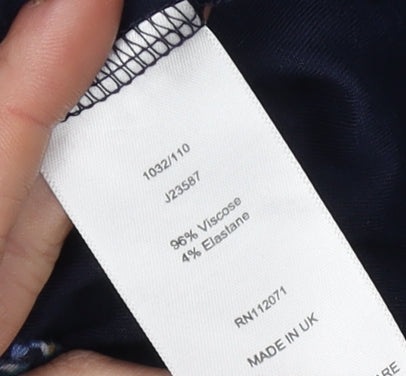 1032/110
J23587
96% Viscose
4% Elastane
RN112071
MADE IN UK